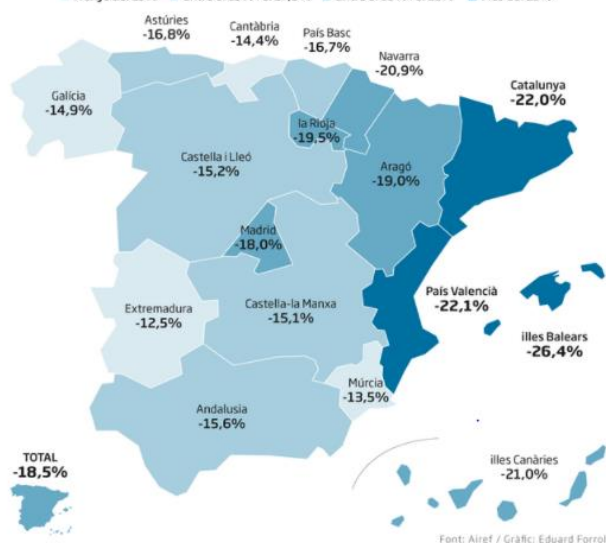 Astúries
-16,8%
Cantàbria
-14,4%
País Basc
-16,7%
Navarra
-20,9%
Catalunya
-22,0%
Galícia
-14,9%
la Rioja
-19,5%
Castella i Lleó
-15,2%
Aragó
-19,0%
Madrid
-18,0%
País Valencià
-22,1%
Extremadura
-12,5%
Castella-la Manxa
-15,1%
illes Balears
-26,4%
Múrcia
-13,5%
Andalusia
-15,6%
TOTAL
-18,5%
illes Canàries
-21,0%
Font: Airef / Gràfic: Eduard Forrol